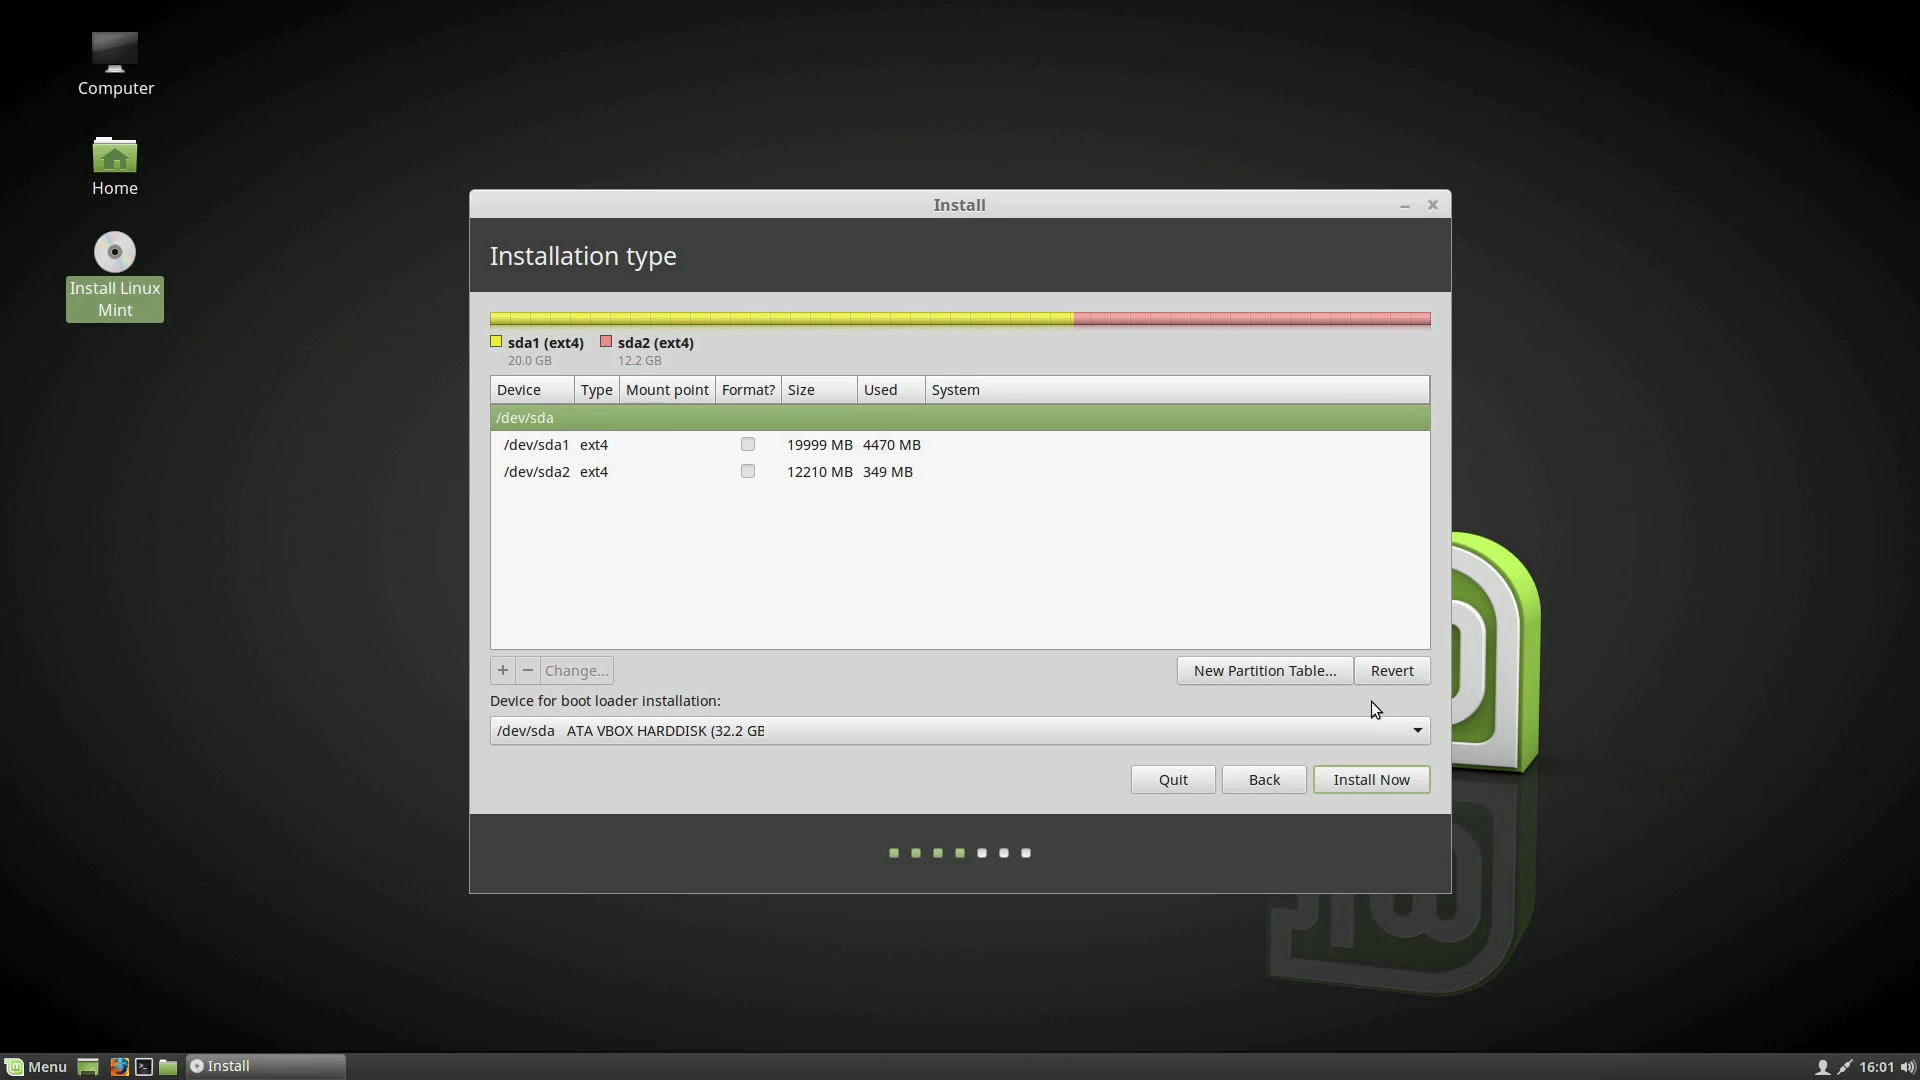 Computer
Home
Install Linux
Mint
Install
Installation type
sda1 (ext4) sda2 (ext4)
20.0 GB 12.2 GB
Device Type Mount point Format? Size Used System
/dev/sda
/dev/sda1 ext4 19999 MB 4470 MB
/dev/sda2 ext4 12210 MB 349 MB
+ − Change... New Partition Table... Revert
Device for boot loader installation:
/dev/sda ATA VBOX HARDDISK (32.2 GB
Quit Back Install Now
Menu Install 16:01